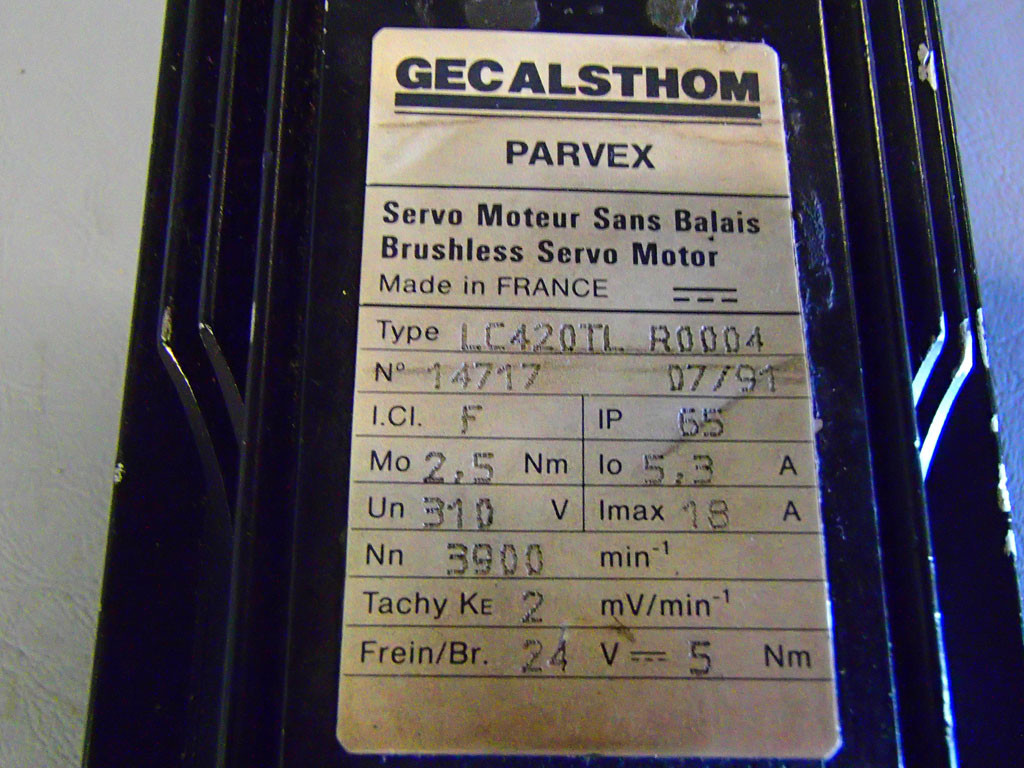 GEC ALSTHOM
PARVEX
Servo Moteur Sans Balais
Brushless Servo Motor
Made in FRANCE
Type LC420TL R0004
N° 14717 07/91
I.Cl. F IP 65
Mo 2,5 Nm Io 5,3 A
Un 310 V Imax 18 A
Nn 3900 min⁻¹
Tachy KE 2 mV/min⁻¹
Frein/Br. 24 V 5 Nm